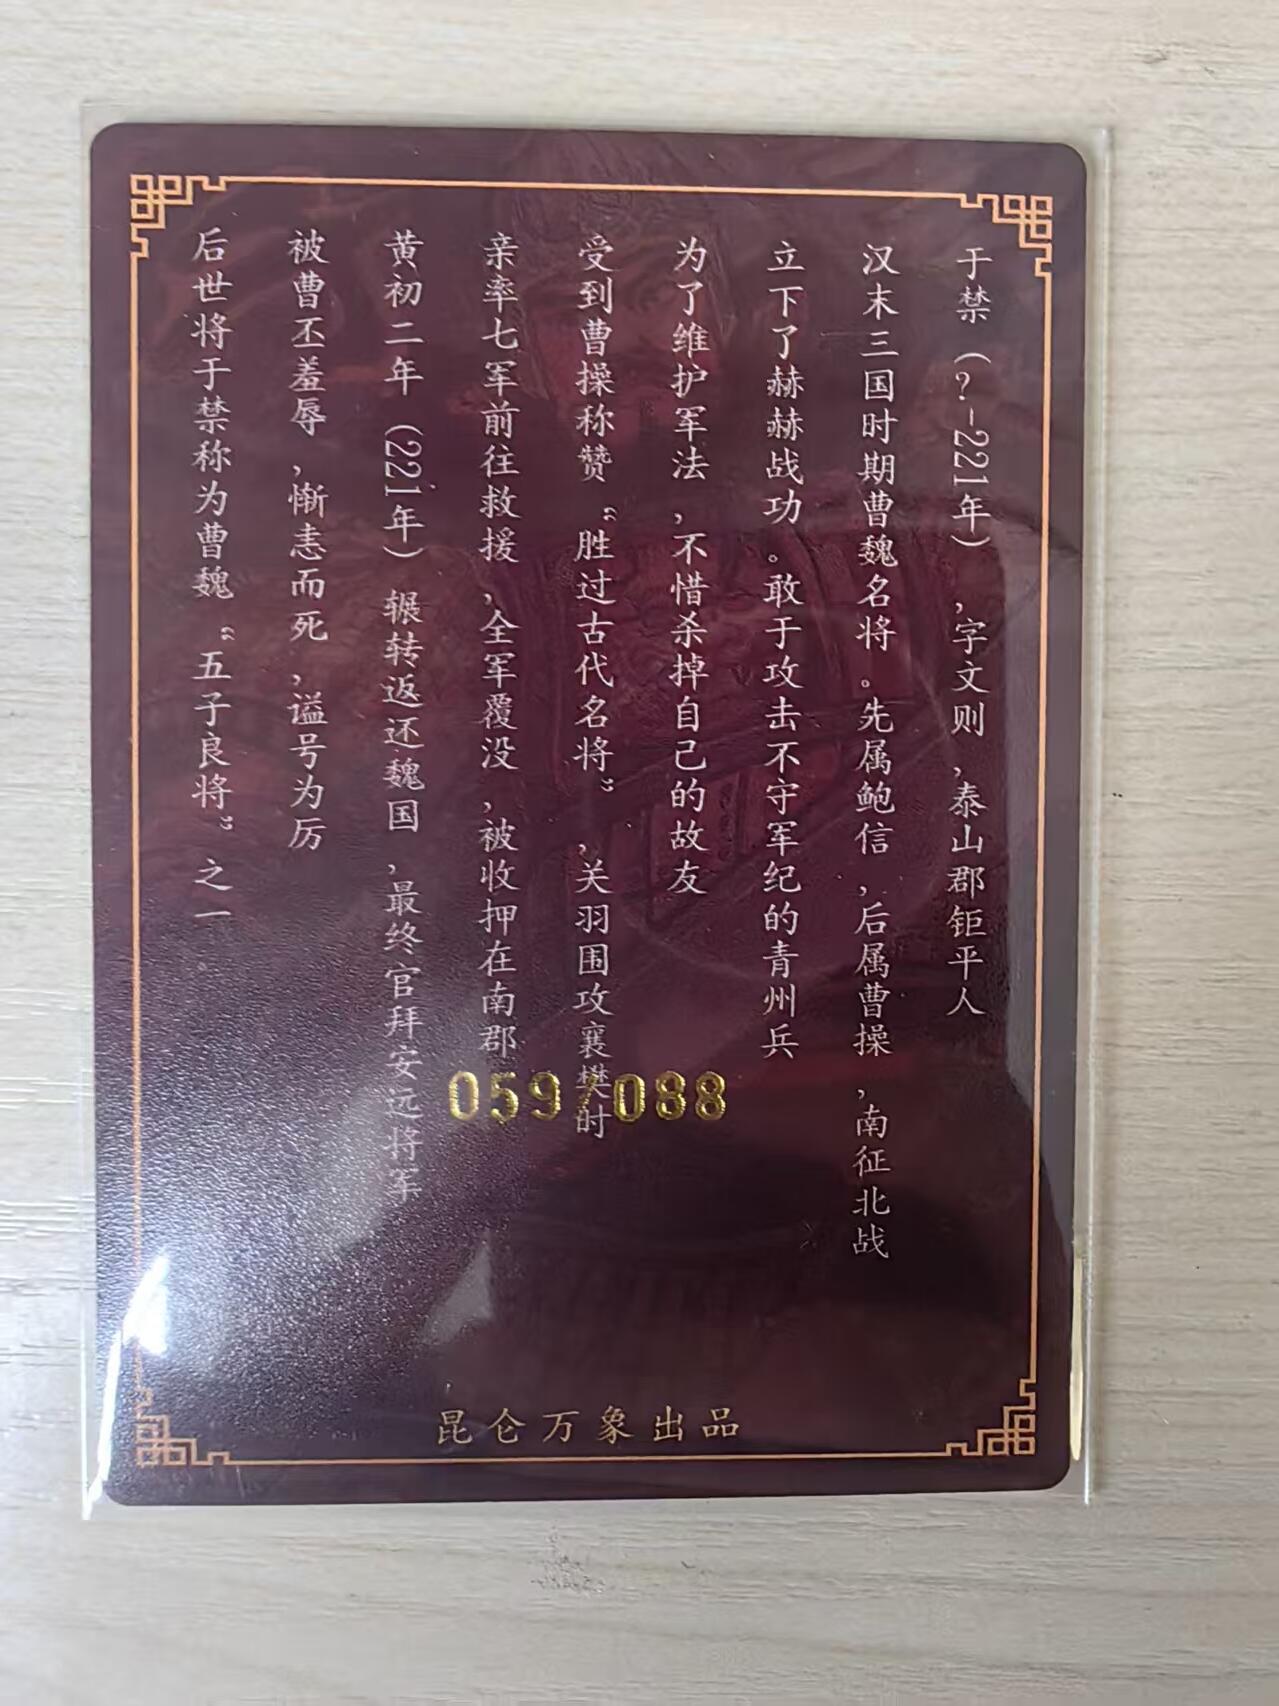 于禁（?-221年），字文则，泰山郡钜平人
汉末三国时期曹魏名将。先属鲍信，后属曹操，南征北战
立下了赫赫战功。敢于攻击不守军纪的青州兵
为了维护军法，不惜杀掉自己的故友
受到曹操称赞“胜过古代名将”，关羽围攻襄樊时
亲率七军前往救援，全军覆没，被收押在南郡
黄初二年（221年）辗转返还魏国，最终官拜安远将军
被曹丕羞辱，惭恚而死，谥号为厉
后世将于禁称为曹魏“五子良将”之一
059/088
昆仑万象出品